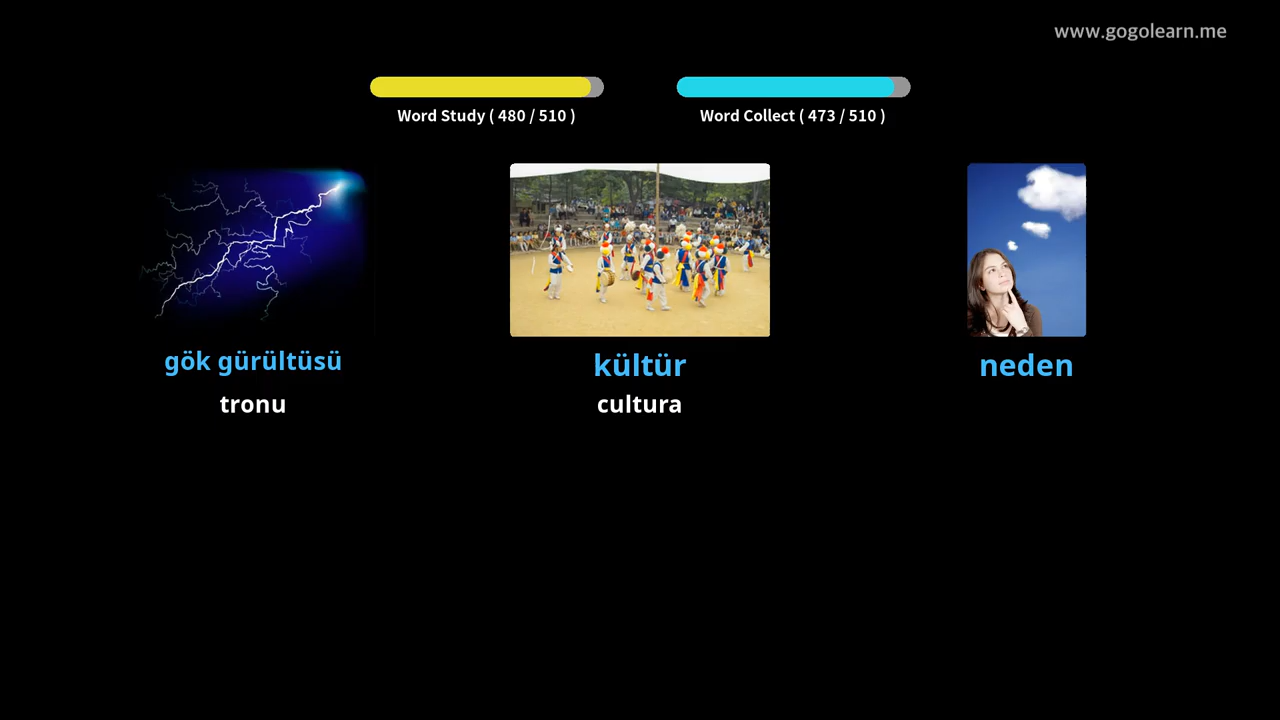 www.gogolearn.me
Word Study ( 480 / 510 )
Word Collect ( 473 / 510 )
gök gürültüsü
kültür
neden
tronu
cultura